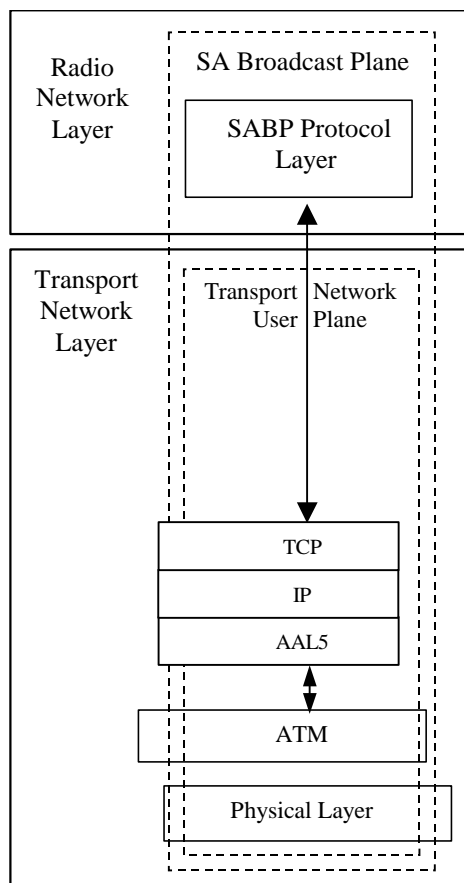 Radio
Network
Layer
SA Broadcast Plane
SABP Protocol
Layer
Transport
Network
Layer
Transport Network
User Plane
TCP
IP
AAL5
ATM
Physical Layer